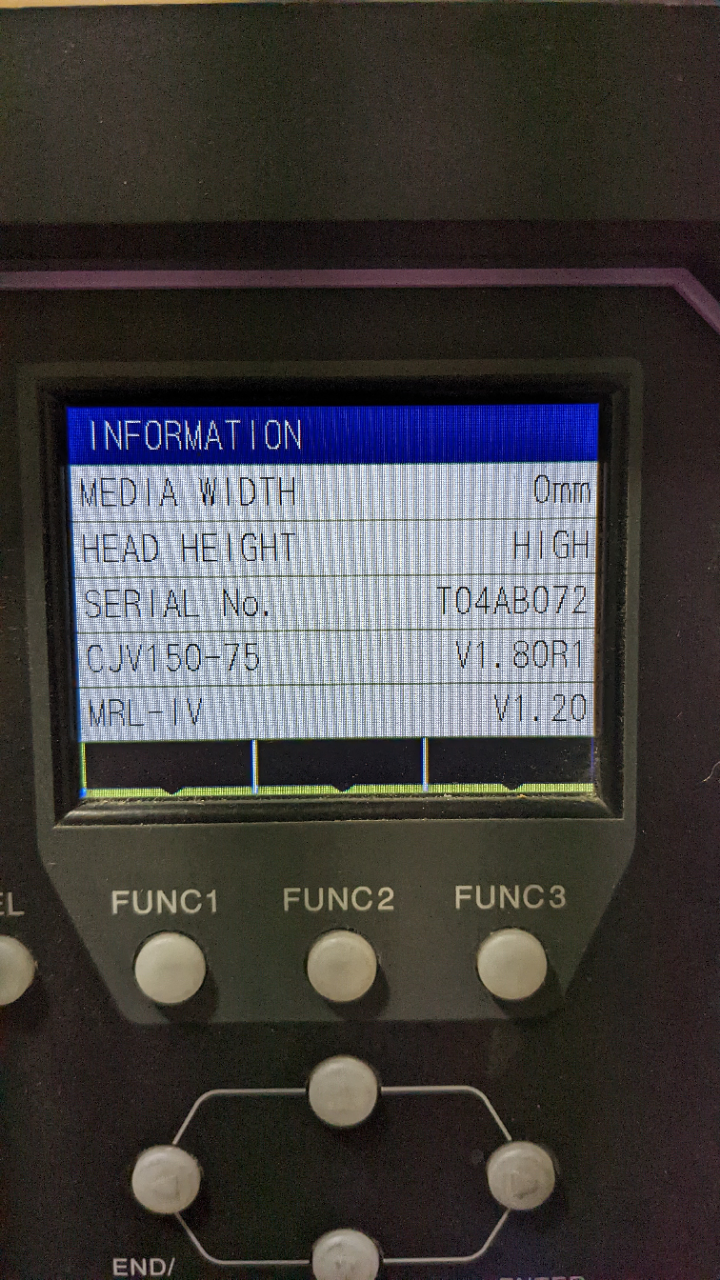 INFORMATION
MEDIA WIDTH 0mm
HEAD HEIGHT HIGH
SERIAL No. T04AB072
CJV150-75 V1.80R1
MRL-IV V1.20
FUNC1 FUNC2 FUNC3
END/